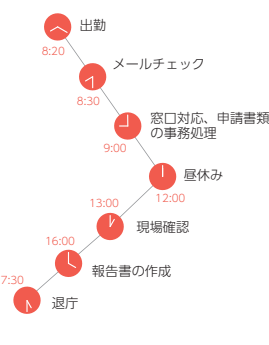 出勤
8:20
メールチェック
8:30
窓口対応、申請書類
の事務処理
9:00
昼休み
12:00
13:00
現場確認
16:00
報告書の作成
7:30
退庁